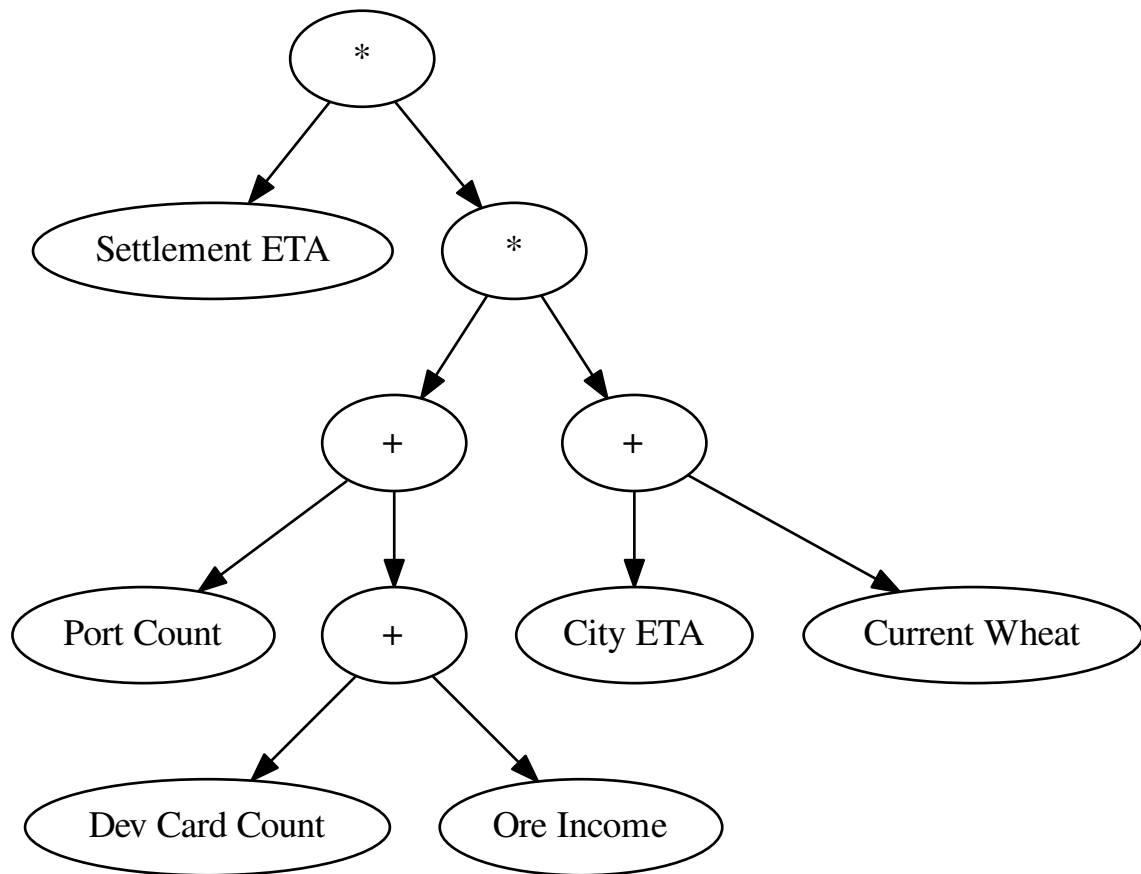 *
Settlement ETA
*
+
+
Port Count
+
City ETA
Current Wheat
Dev Card Count
Ore Income